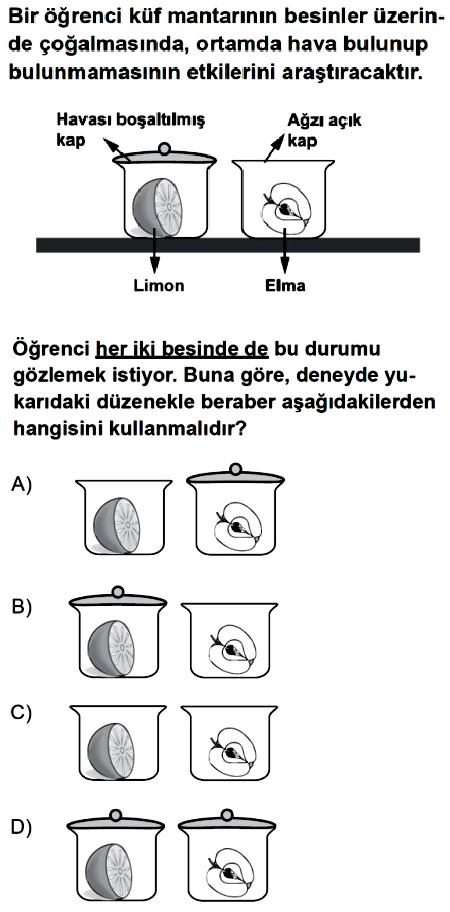 Bir öğrenci küf mantarının besinler üzerin-
de çoğalmasında, ortamda hava bulunup
bulunmamasının etkilerini araştıracaktır.
Havası boşaltılmış
kap
Ağzı açık
kap
Limon
Elma
Öğrenci her iki besinde de bu durumu
gözlemek istiyor. Buna göre, deneyde yu-
karıdaki düzenekle beraber aşağıdakilerden
hangisini kullanmalıdır?
A)
B)
C)
D)